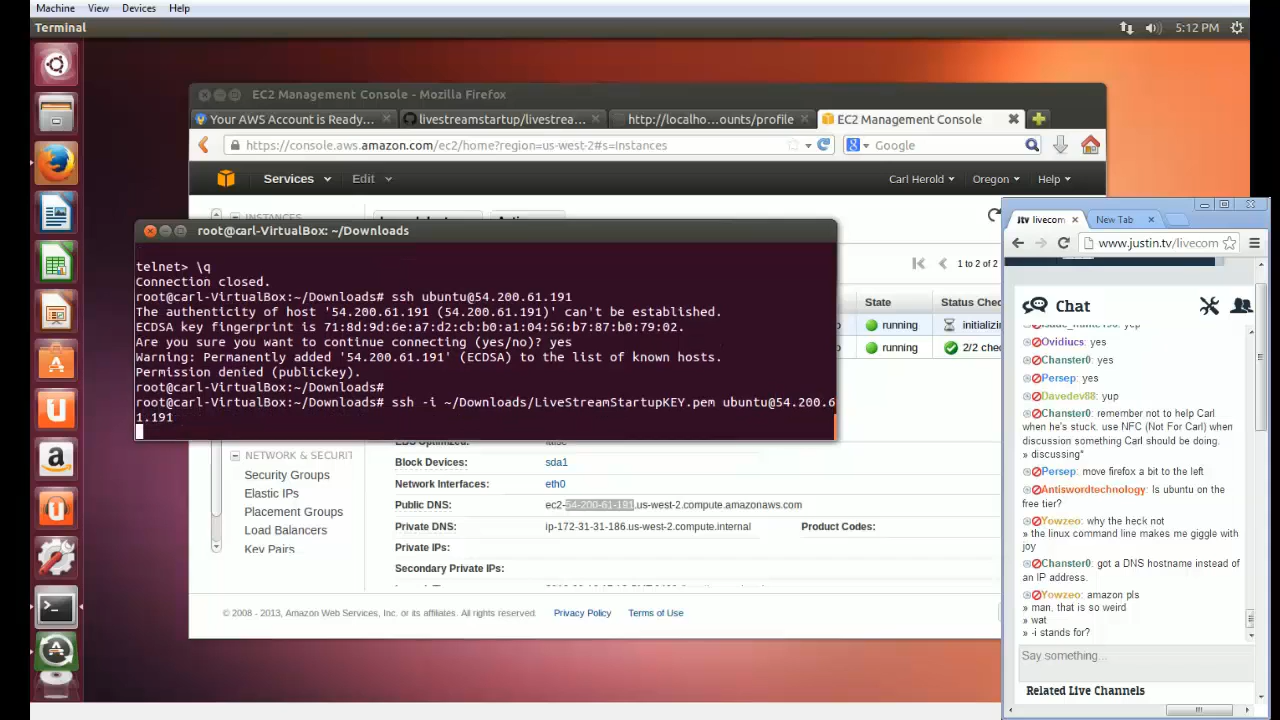 Machine View Devices Help
Terminal
5:12 PM
EC2 Management Console - Mozilla Firefox
Your AWS Account is Ready...
livestreamstartup/livestrea...
http://localho...ounts/profile
EC2 Management Console
https://console.aws.amazon.com/ec2/home?region=us-west-2#s=Instances
Google
Services Edit
Carl Herold Oregon Help
INSTANCES
root@carl-VirtualBox: ~/Downloads
telnet> \q
Connection closed.
root@carl-VirtualBox:~/Downloads# ssh ubuntu@54.200.61.191
The authenticity of host '54.200.61.191 (54.200.61.191)' can't be established.
ECDSA key fingerprint is 71:8d:9d:6e:a7:d2:cb:b0:a1:04:56:b7:87:b0:79:02.
Are you sure you want to continue connecting (yes/no)? yes
Warning: Permanently added '54.200.61.191' (ECDSA) to the list of known hosts.
Permission denied (publickey).
root@carl-VirtualBox:~/Downloads#
root@carl-VirtualBox:~/Downloads# ssh -i ~/Downloads/LiveStreamStartupKEY.pem ubuntu@54.200.6
1.191
1 to 2 of 2
State Status Chec
running initializin
running 2/2 chec
false
Block Devices: sda1
Network Interfaces: eth0
Public DNS: ec2-54-200-61-191.us-west-2.compute.amazonaws.com
Private DNS: ip-172-31-31-186.us-west-2.compute.internal Product Codes:
Private IPs:
Secondary Private IPs:
NETWORK & SECURIT
Security Groups
Elastic IPs
Placement Groups
Load Balancers
Key Pairs
© 2008 - 2013, Amazon Web Services, Inc. or its affiliates. All rights reserved. Privacy Policy Terms of Use
livecom
New Tab
www.justin.tv/livecom
Chat
Ovidiucs: yes
Chanster0: yes
Persep: yes
Davedev88: yup
Chanster0: remember not to help Carl
when he's stuck, use NFC (Not For Carl) when
discussion something Carl should be doing.
» discussing*
Persep: move firefox a bit to the left
Antiswordtechnology: Is ubuntu on the
free tier?
Yowzeo: why the heck not
» the linux command line makes me giggle with
joy
Chanster0: got a DNS hostname instead of
an IP address.
Yowzeo: amazon pls
» man, that is so weird
» wat
» -i stands for?
Say something...
Related Live Channels